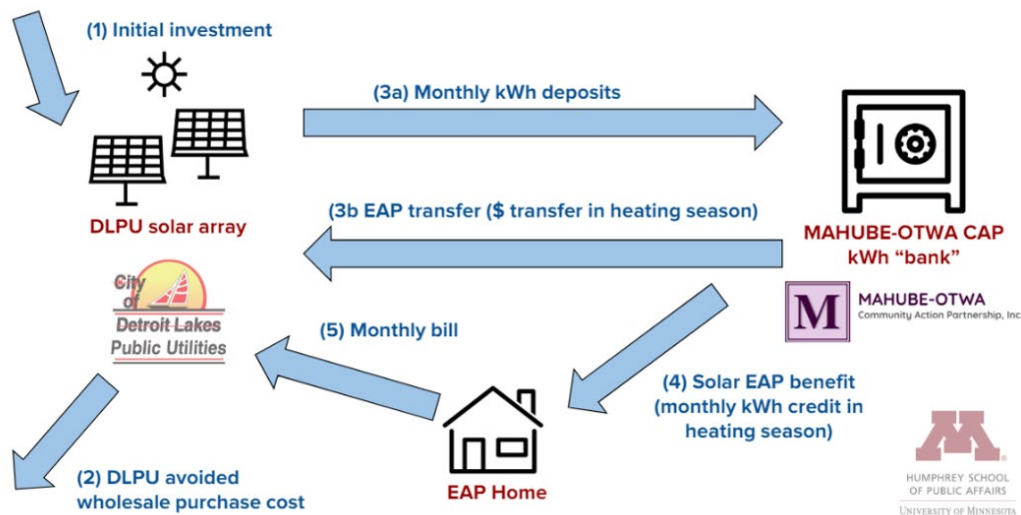 (1) Initial investment
(3a) Monthly kWh deposits
DLPU solar array
(3b EAP transfer ($ transfer in heating season)
MAHUBE-OTWA CAP
kWh “bank”
City
of
Detroit Lakes
Public Utilities
M
MAHUBE-OTWA
Community Action Partnership, Inc
(5) Monthly bill
(4) Solar EAP benefit
(monthly kWh credit in
heating season)
(2) DLPU avoided
wholesale purchase cost
EAP Home
M
HUMPHREY SCHOOL
OF PUBLIC AFFAIRS
UNIVERSITY OF MINNESOTA